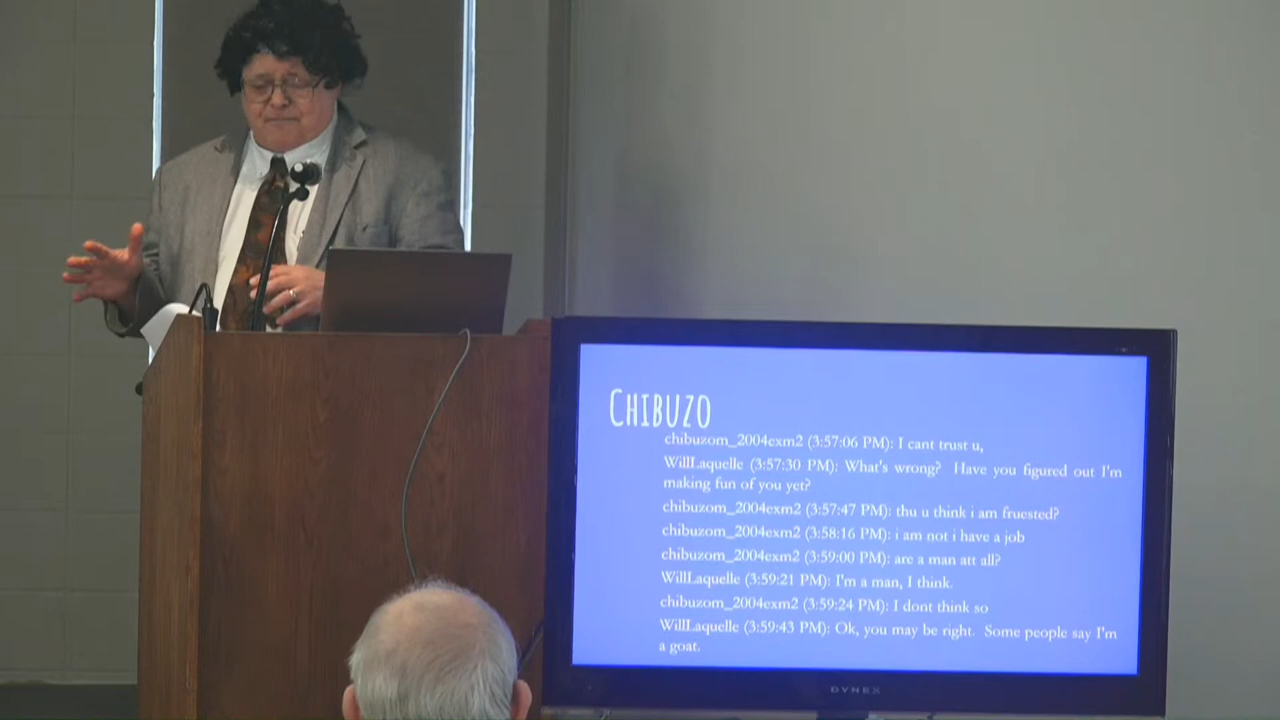 CHIBUZO
chibuzom_2004exm2 (3:57:06 PM): I cant trust u,
WillLaquelle (3:57:30 PM): What's wrong? Have you figured out I'm
making fun of you yet?
chibuzom_2004exm2 (3:57:47 PM): thu u think i am fruested?
chibuzom_2004exm2 (3:58:16 PM): i am not i have a job
chibuzom_2004exm2 (3:59:00 PM): are a man att all?
WillLaquelle (3:59:21 PM): I'm a man, I think.
chibuzom_2004exm2 (3:59:24 PM): I dont think so
WillLaquelle (3:59:43 PM): Ok, you may be right. Some people say I'm
a goat.
DYNEX